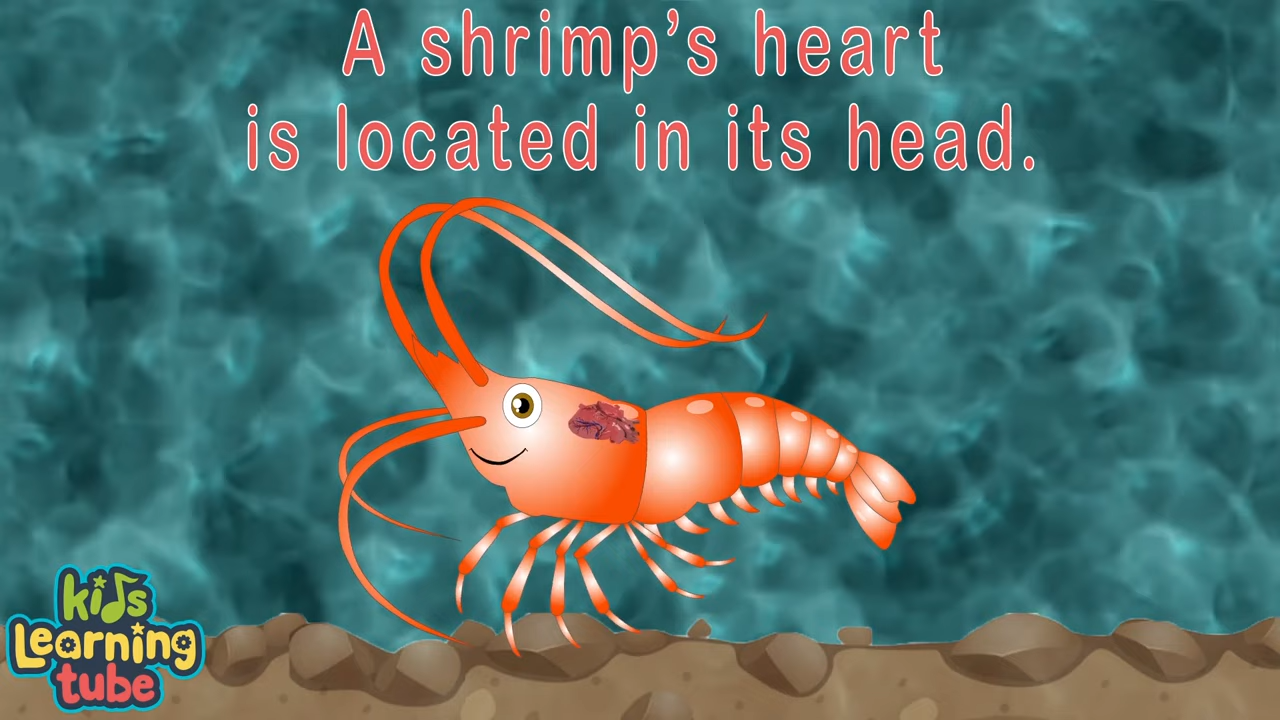 A shrimp’s heart
is located in its head.
kids
Learning
tube